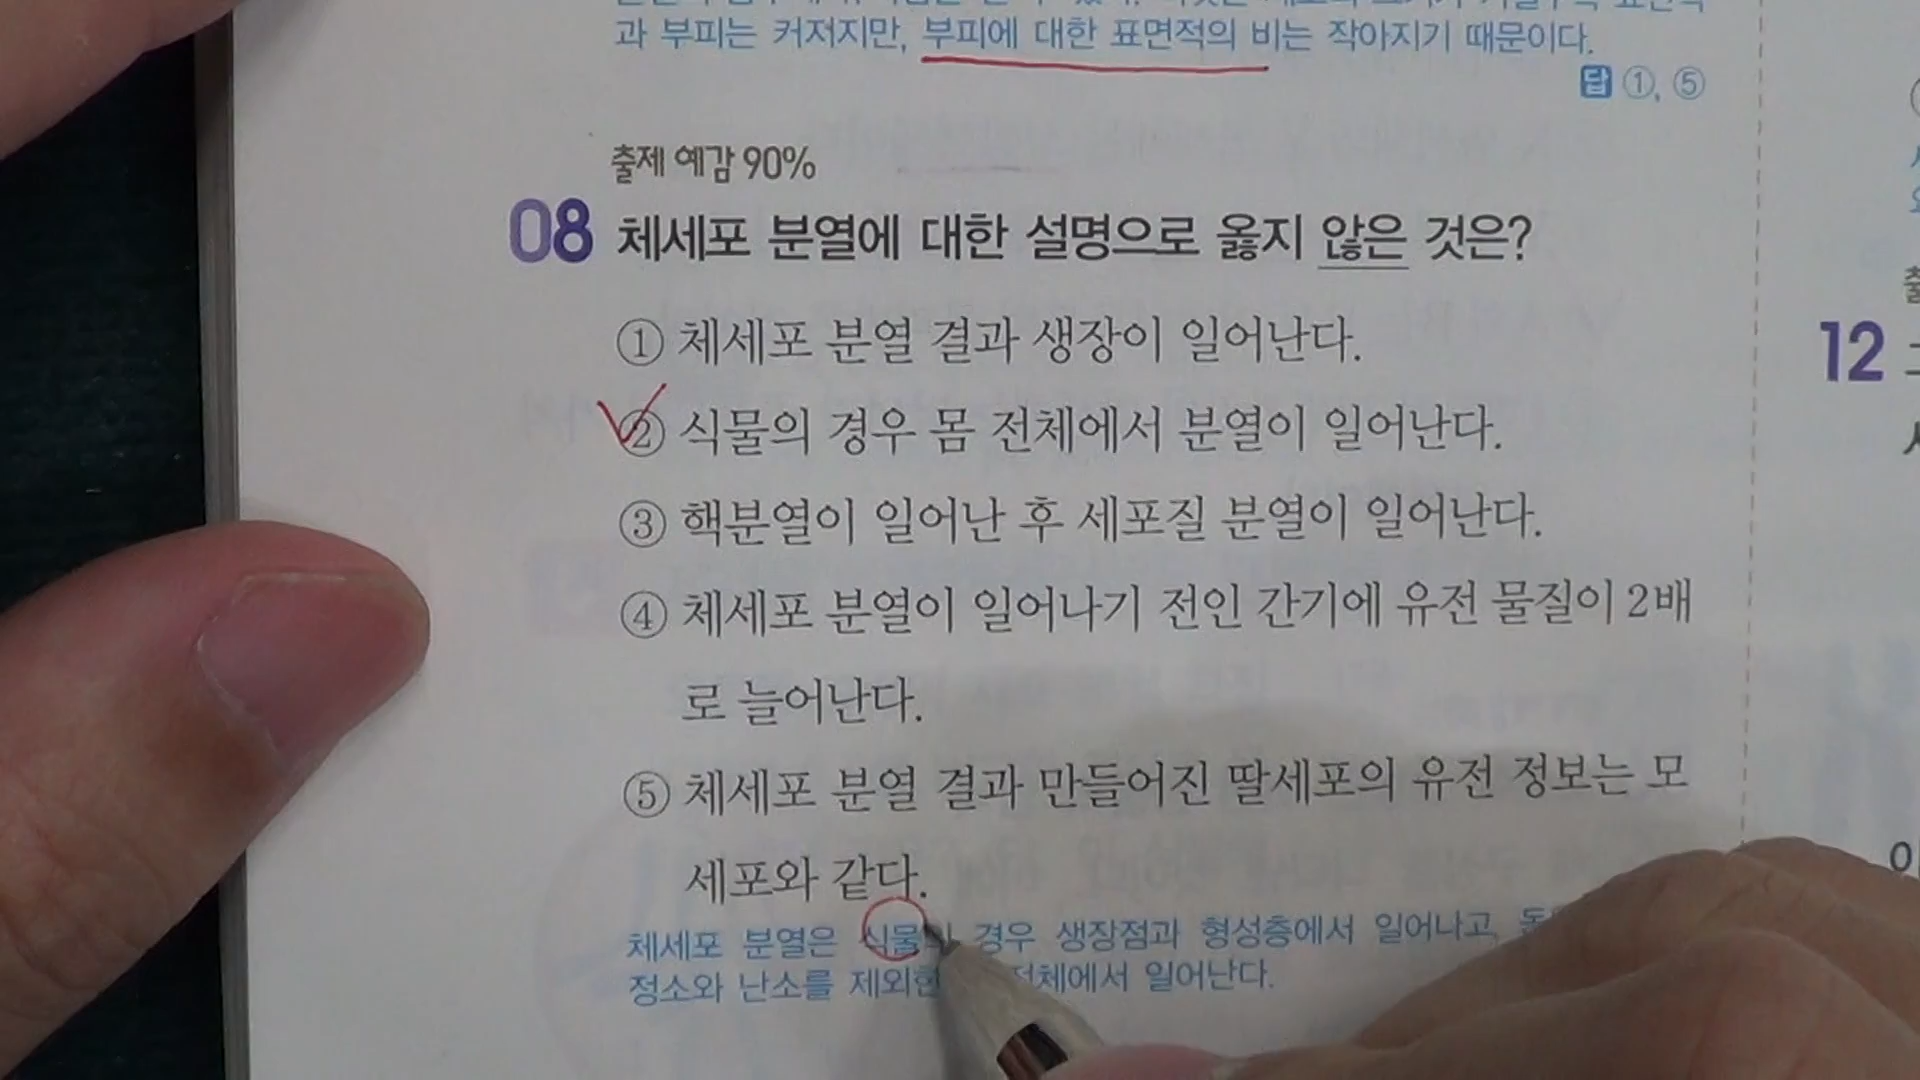 과 부피는 커저지만, 부피에 대한 표면적의 비는 작아지기 때문이다.
답 ①, ⑤
출제 예감 90%
08 체세포 분열에 대한 설명으로 옳지 않은 것은?
① 체세포 분열 결과 생장이 일어난다.
② 식물의 경우 몸 전체에서 분열이 일어난다.
③ 핵분열이 일어난 후 세포질 분열이 일어난다.
④ 체세포 분열이 일어나기 전인 간기에 유전 물질이 2배
로 늘어난다.
⑤ 체세포 분열 결과 만들어진 딸세포의 유전 정보는 모
세포와 같다.
체세포 분열은 식물의 경우 생장점과 형성층에서 일어나고,
정소와 난소를 제외한 전체에서 일어난다.
12